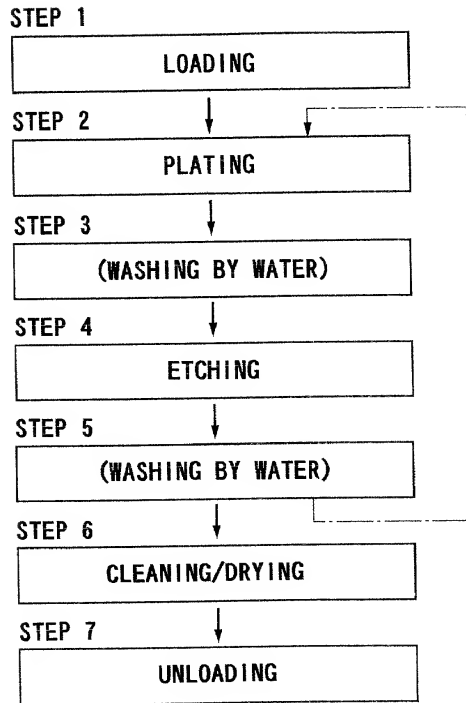 STEP 1
LOADING
STEP 2
PLATING
STEP 3
(WASHING BY WATER)
STEP 4
ETCHING
STEP 5
(WASHING BY WATER)
STEP 6
CLEANING/DRYING
STEP 7
UNLOADING